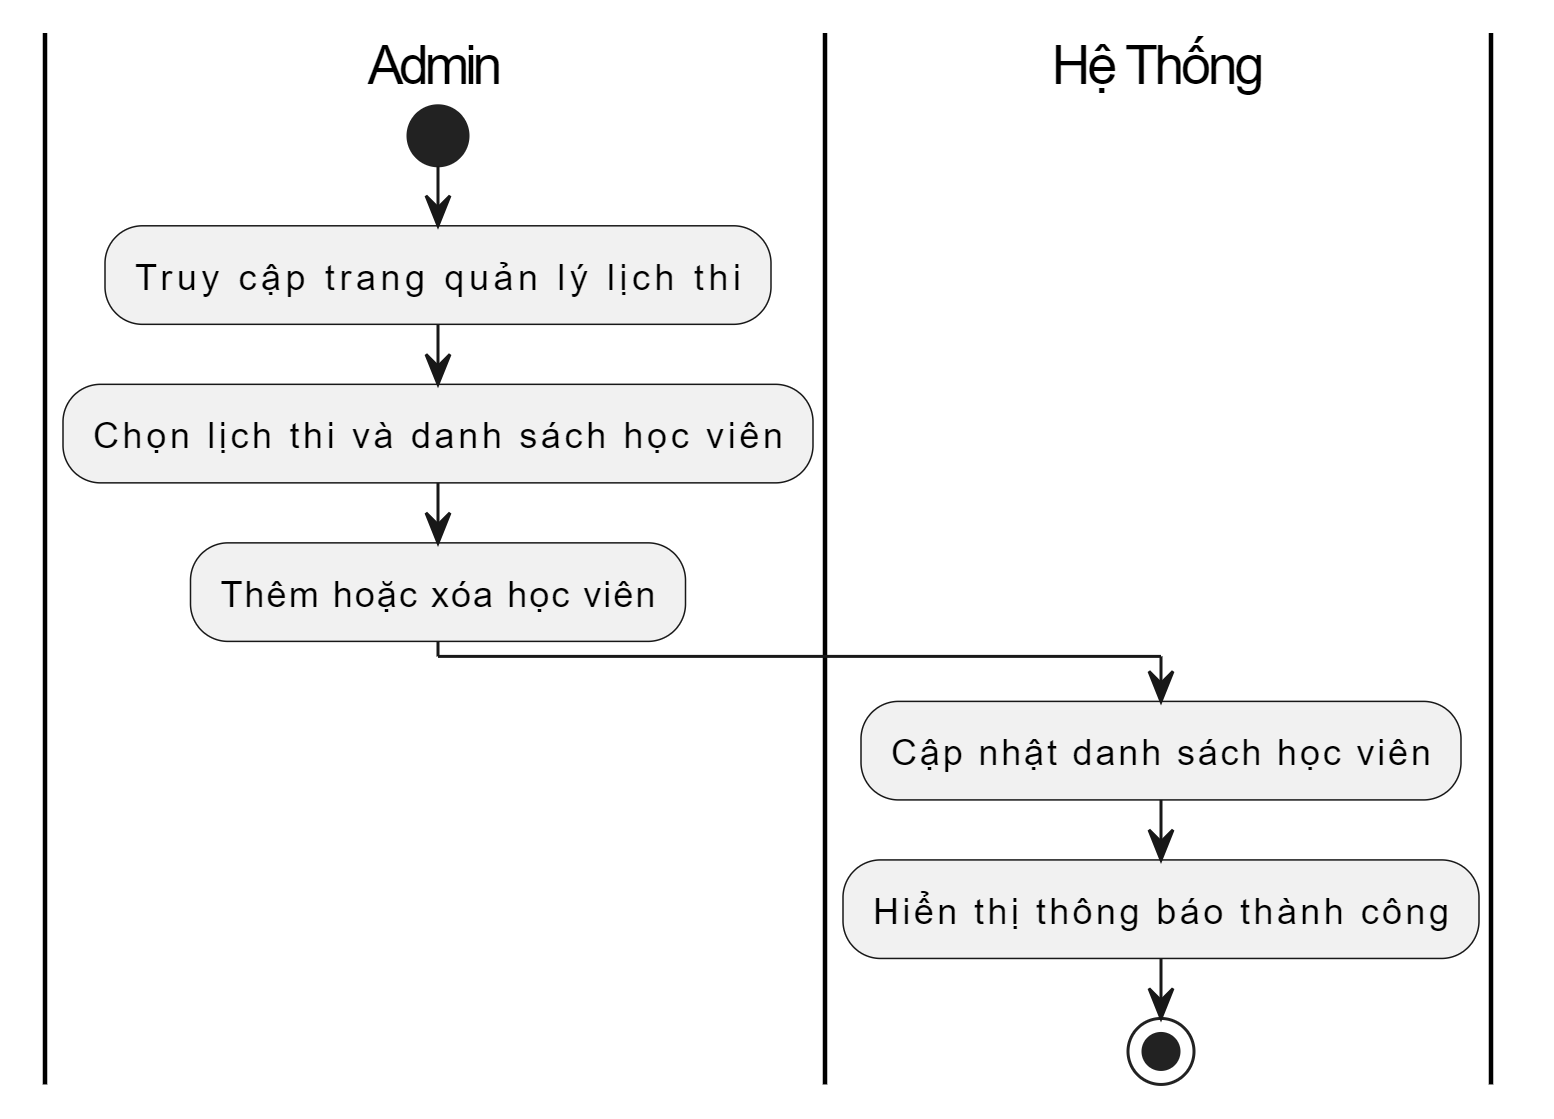 Admin
Hệ Thống
Truy cập trang quản lý lịch thi
Chọn lịch thi và danh sách học viên
Thêm hoặc xóa học viên
Cập nhật danh sách học viên
Hiển thị thông báo thành công